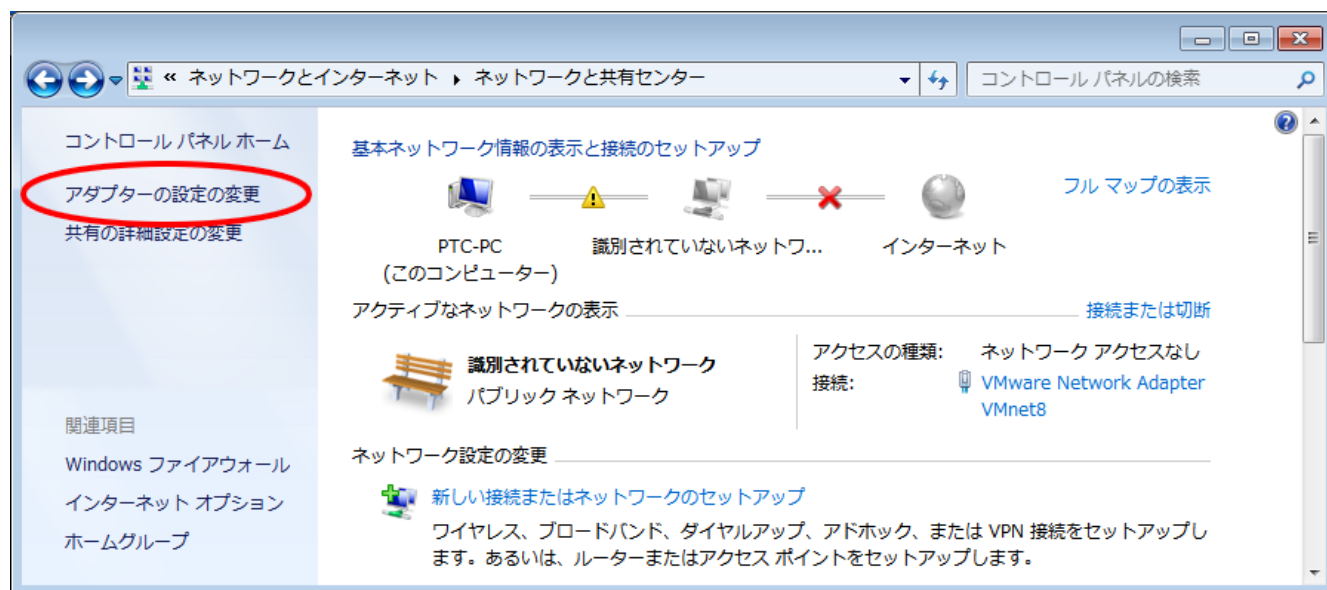 « ネットワークとインターネット ▸ ネットワークと共有センター
コントロール パネルの検索
コントロール パネル ホーム
アダプターの設定の変更
共有の詳細設定の変更
関連項目
Windows ファイアウォール
インターネット オプション
ホームグループ
基本ネットワーク情報の表示と接続のセットアップ
フル マップの表示
PTC-PC
(このコンピューター)
識別されていないネットワ...
インターネット
アクティブなネットワークの表示
接続または切断
識別されていないネットワーク
パブリック ネットワーク
アクセスの種類: ネットワーク アクセスなし
接続: VMware Network Adapter
VMnet8
ネットワーク設定の変更
新しい接続またはネットワークのセットアップ
ワイヤレス、ブロードバンド、ダイヤルアップ、アドホック、または VPN 接続をセットアップし
ます。あるいは、ルーターまたはアクセス ポイントをセットアップします。